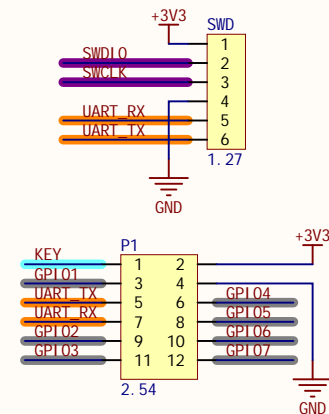 +3V3 SWD
1
SWDIO 2
SWCLK 3
4
UART_RX 5
UART_TX 6
1.27
GND
P1 +3V3
KEY 1 2
GPIO1 3 4
UART_TX 5 6 GPIO4
UART_RX 7 8 GPIO5
GPIO2 9 10 GPIO6
GPIO3 11 12 GPIO7
2.54
GND